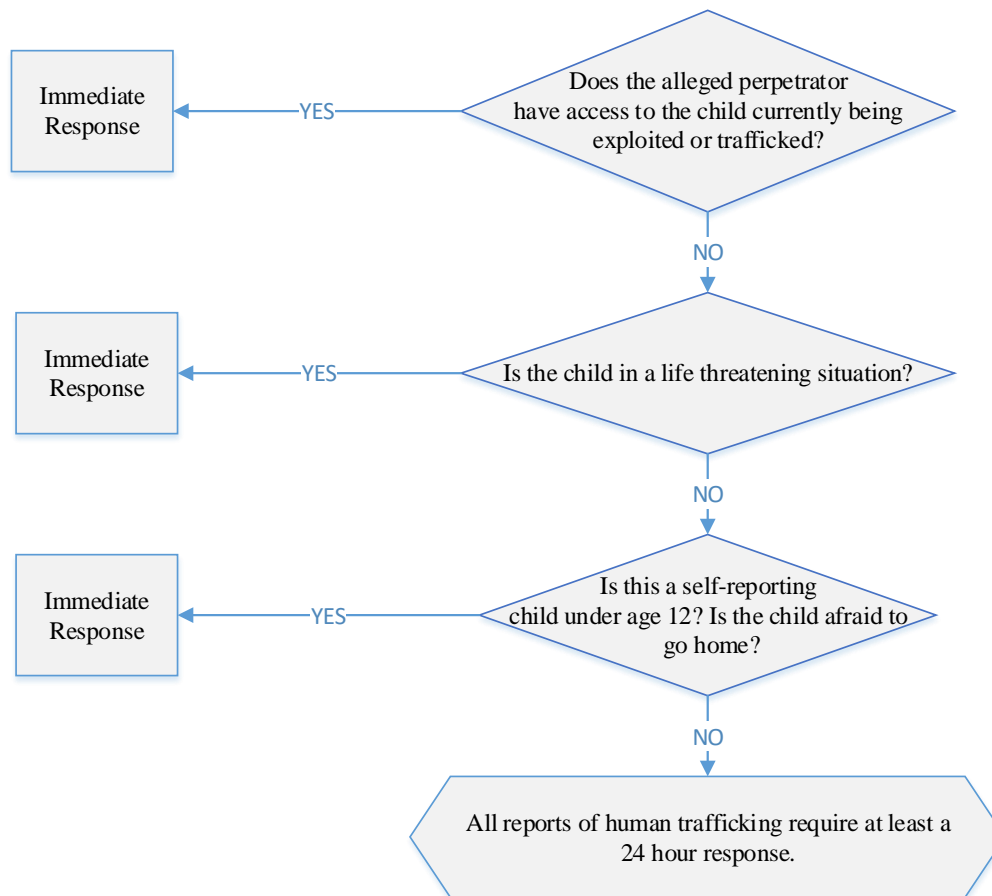 Does the alleged perpetrator
have access to the child currently being
exploited or trafficked?
YES
Immediate
Response
NO
Is the child in a life threatening situation?
YES
Immediate
Response
NO
Is this a self-reporting
child under age 12? Is the child afraid to
go home?
YES
Immediate
Response
NO
All reports of human trafficking require at least a
24 hour response.